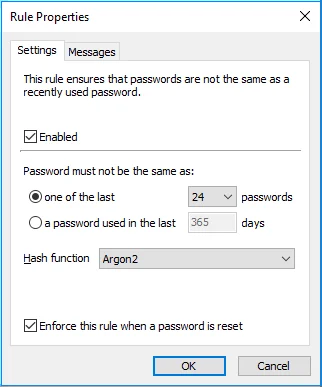 Rule Properties
Settings Messages
This rule ensures that passwords are not the same as a
recently used password.
Enabled
Password must not be the same as:
one of the last 24 passwords
a password used in the last 365 days
Hash function Argon2
Enforce this rule when a password is reset
OK Cancel